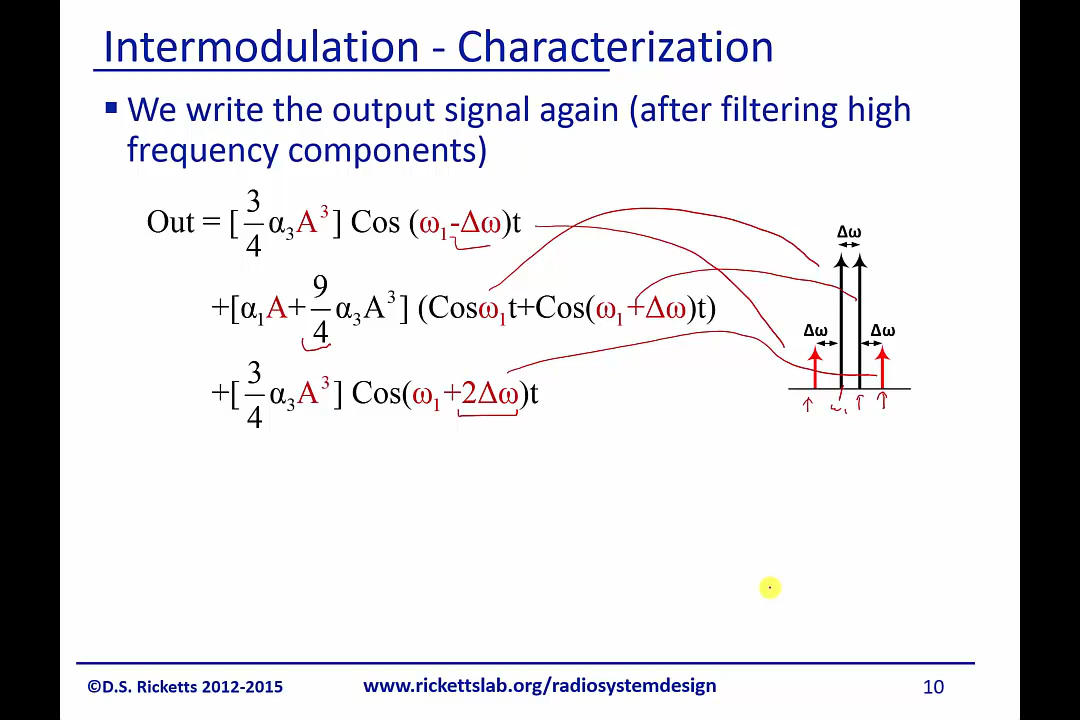 Intermodulation - Characterization
▪ We write the output signal again (after filtering high
frequency components)
Out = [ 3/4 α₃A³ ] Cos (ω₁-Δω)t
+[α₁A+ 9/4 α₃A³ ] (Cosω₁t+Cos(ω₁+Δω)t)
+[ 3/4 α₃A³ ] Cos(ω₁+2Δω)t
Δω
Δω Δω
ω₁
©D.S. Ricketts 2012-2015 www.rickettslab.org/radiosystemdesign 10